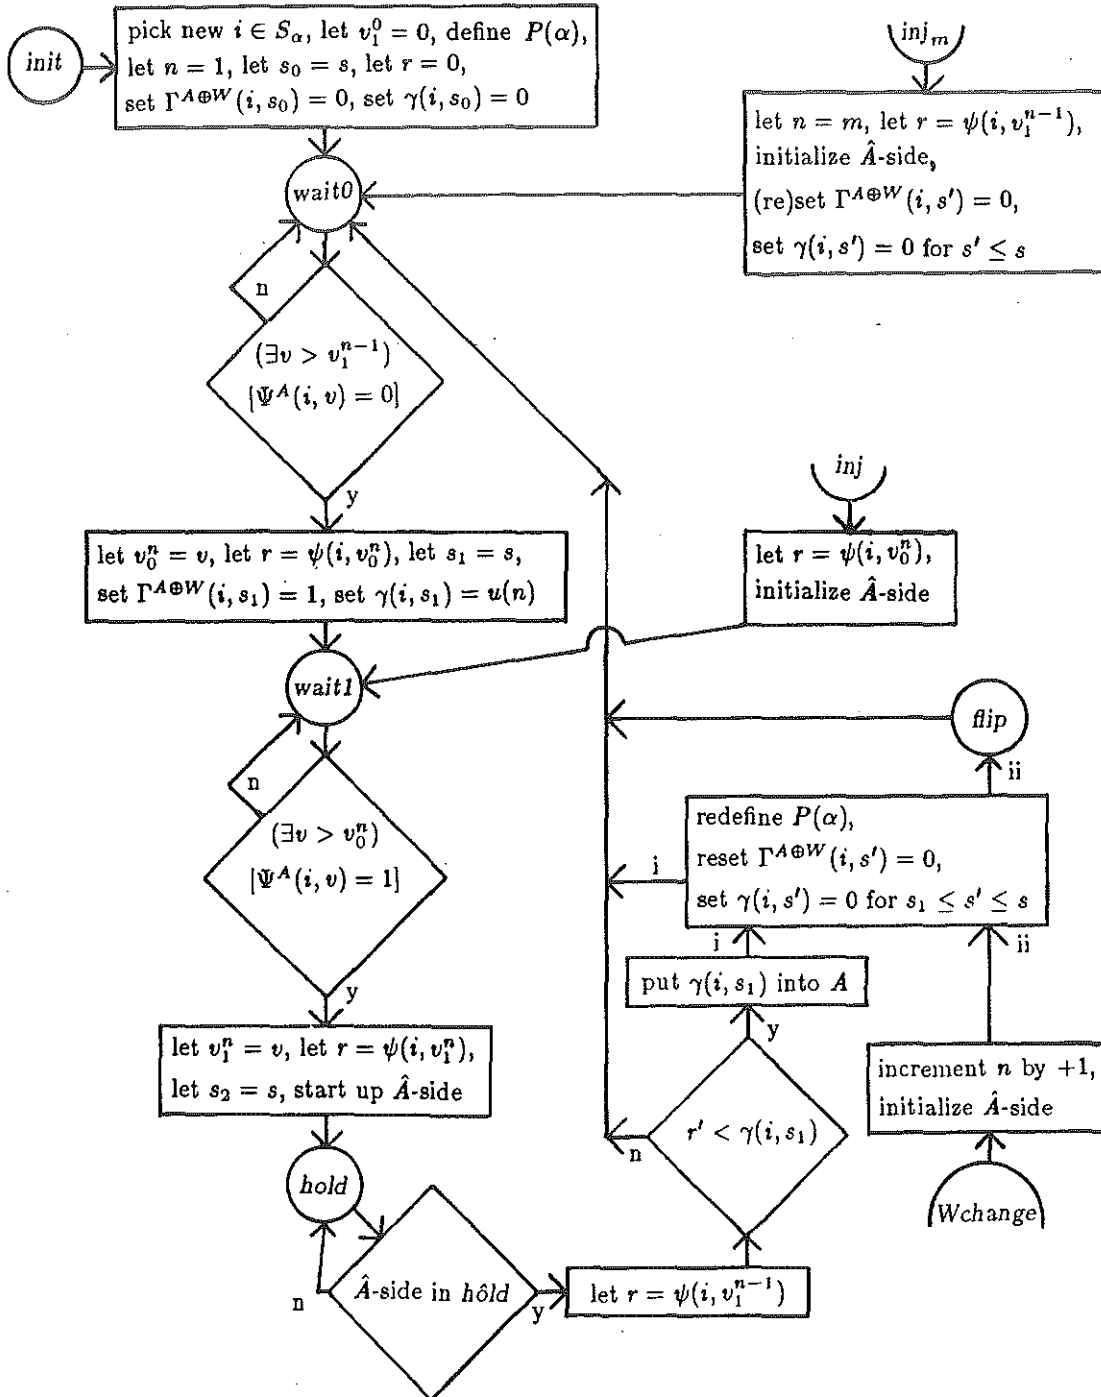 init
pick new i ∈ S_α, let v_1^0 = 0, define P(α),
let n = 1, let s_0 = s, let r = 0,
set Γ^{A⊕W}(i, s_0) = 0, set γ(i, s_0) = 0
inj_m
let n = m, let r = ψ(i, v_1^{n−1}),
initialize Â-side,
(re)set Γ^{A⊕W}(i, s′) = 0,
set γ(i, s′) = 0 for s′ ≤ s
wait0
n
(∃v > v_1^{n−1})
[Ψ^A(i, v) = 0]
y
let v_0^n = v, let r = ψ(i, v_0^n), let s_1 = s,
set Γ^{A⊕W}(i, s_1) = 1, set γ(i, s_1) = u(n)
inj
let r = ψ(i, v_0^n),
initialize Â-side
wait1
n
(∃v > v_0^n)
[Ψ^A(i, v) = 1]
y
flip
ii
redefine P(α),
reset Γ^{A⊕W}(i, s′) = 0,
set γ(i, s′) = 0 for s_1 ≤ s′ ≤ s
i
i
ii
put γ(i, s_1) into A
y
let v_1^n = v, let r = ψ(i, v_1^n),
let s_2 = s, start up Â-side
increment n by +1,
initialize Â-side
r′ < γ(i, s_1)
n
hold
Wchange
Â-side in hôld
n
y
let r = ψ(i, v_1^{n−1})